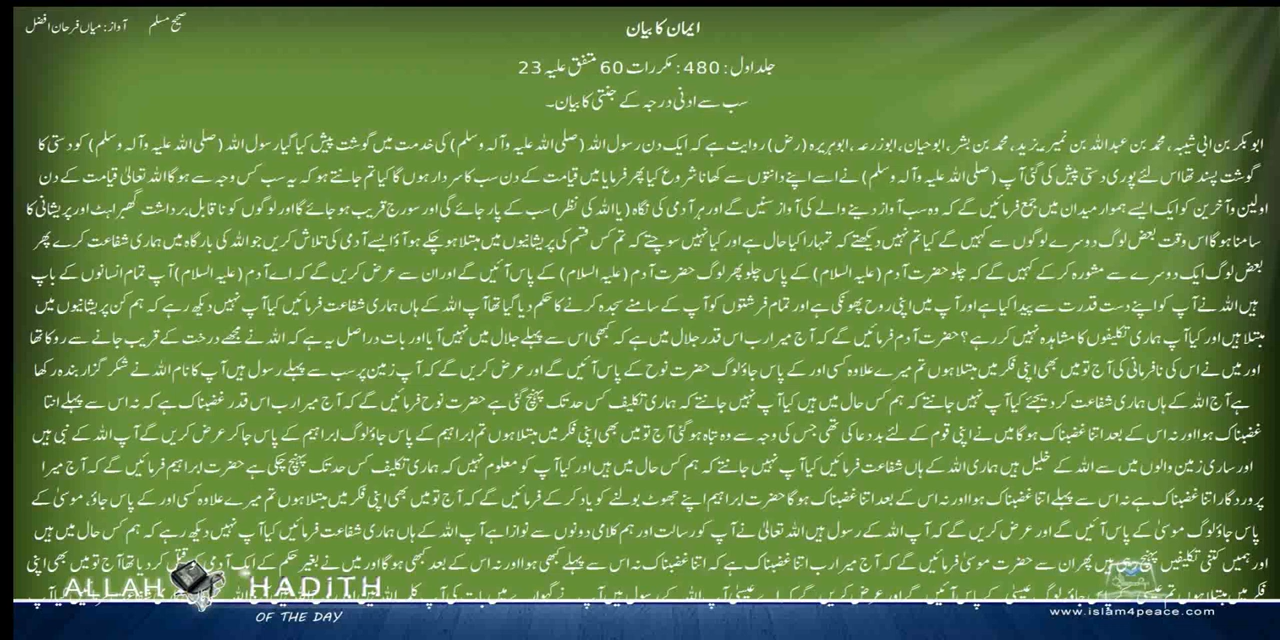 صحیح مسلم آواز: میاں فرحان افضل
ایمان کا بیان
جلد اول : 480 : مکررات 60 متفق علیہ 23
سب سے ادنی درجہ کے جنتی کا بیان۔
ابو بکر بن ابی شیبہ، محمد بن عبد اللہ بن نمیر۔ یزید، محمد بن بشر، ابوحیان، ابوزرعہ، ابوہریرہ (رض) روایت ہے کہ ایک دن رسول اللہ (صلی اللہ علیہ وآلہ وسلم) کی خدمت میں گوشت پیش کیا گیا رسول اللہ (صلی اللہ علیہ وآلہ وسلم) کو دستی کا
گوشت پسند تھا اس لئے پوری دستی پیش کی گئی آپ (صلی اللہ علیہ وآلہ وسلم) نے اسے اپنے دانتوں سے کھانا شروع کیا پھر فرمایا میں قیامت کے دن سب کا سردار ہوں گا کیا تم جانتے ہو کہ یہ سب کس وجہ سے ہوگا اللہ تعالیٰ قیامت کے دن
اولین وآخرین کو ایک ایسے ہموار میدان میں جمع فرمائیں گے کہ وہ سب آواز دینے والے کی آواز سنیں گے اور ہر آدمی کی نگاہ (یا اللہ کی نظر) سب کے پار جائے گی اور سورج قریب ہو جائے گا اور لوگوں کو ناقابل برداشت گھبراہٹ اور پریشانی کا
سامنا ہوگا اس وقت بعض لوگ دوسرے لوگوں سے کہیں گے کیا تم نہیں دیکھتے کہ تمہارا کیا حال ہے اور کیا نہیں سوچتے کہ تم کس قسم کی پریشانیوں میں مبتلا ہو چکے ہو آؤ ایسے آدمی کی تلاش کریں جو اللہ کی بارگاہ میں ہماری شفاعت کرے پھر
بعض لوگ ایک دوسرے سے مشورہ کر کے کہیں گے کہ چلو حضرت آدم (علیہ السلام) کے پاس چلو پھر لوگ حضرت آدم (علیہ السلام) کے پاس آئیں گے اور ان سے عرض کریں گے کہ اے آدم (علیہ السلام) آپ تمام انسانوں کے باپ
ہیں اللہ نے آپ کو اپنے دست قدرت سے پیدا کیا ہے اور آپ میں اپنی روح پھونکی ہے اور تمام فرشتوں کو آپ کے سامنے سجدہ کرنے کا حکم دیا گیا تھا آپ اللہ کے ہاں ہماری شفاعت فرمائیں کیا آپ نہیں دیکھ رہے کہ ہم کن پریشانیوں میں
مبتلا ہیں اور کیا آپ ہماری تکلیفوں کا مشاہدہ نہیں کر رہے؟ حضرت آدم فرمائیں گے کہ آج میرا رب اس قدر جلال میں ہے کہ کبھی اس سے پہلے جلال میں نہیں آیا اور بات دراصل یہ ہے کہ اللہ نے مجھے درخت کے قریب جانے سے روکا تھا
اور میں نے اس کی نافرمانی کی آج تو میں بھی اپنی فکر میں مبتلا ہوں تم میرے علاوہ کسی اور کے پاس جاؤ لوگ حضرت نوح کے پاس آئیں گے اور عرض کریں گے کہ آپ زمین پر سب سے پہلے رسول ہیں آپ کا نام اللہ نے شکر گزار بندہ رکھا
ہے آج اللہ کے ہاں ہماری شفاعت کر دیجئے کیا آپ نہیں جانتے کہ ہم کس حال میں ہیں کیا آپ نہیں جانتے کہ ہماری تکلیف کس حد تک پہنچ گئی ہے حضرت نوح فرمائیں گے کہ آج میرا رب اس قدر غضبناک ہے کہ نہ اس سے پہلے اتنا
غضبناک ہوا اور نہ اس کے بعد اتنا غضبناک ہوگا میں نے اپنی قوم کے لئے بددعا کی تھی جس کی وجہ سے وہ تباہ ہوگئی آج تو میں بھی اپنی فکر میں مبتلا ہوں تم ابراہیم کے پاس جاؤ لوگ ابراہیم کے پاس جا کر عرض کریں گے آپ اللہ کے نبی ہیں
اور ساری زمین والوں میں سے اللہ کے خلیل ہیں ہماری اللہ کے ہاں شفاعت فرمائیں کیا آپ نہیں جانتے کہ ہم کس حال میں ہیں اور کیا آپ کو معلوم نہیں کہ ہماری تکلیف کس حد تک پہنچ چکی ہے حضرت ابراہیم فرمائیں گے کہ آج میرا
پروردگار اتنا غضبناک ہے نہ اس سے پہلے اتنا غضبناک ہوا اور نہ اس کے بعد اتنا غضبناک ہوگا حضرت ابراہیم اپنے جھوٹ بولنے کو یاد کر کے فرمائیں گے کہ آج تو میں بھی اپنی فکر میں مبتلا ہوں تم میرے علاوہ کسی اور کے پاس جاؤ، موسیٰ کے
پاس جاؤ لوگ موسیٰ کے پاس آئیں گے اور عرض کریں گے کہ آپ اللہ کے رسول ہیں اللہ تعالیٰ نے آپ کو رسالت اور ہم کلامی دونوں سے نوازا ہے آپ اللہ کے ہاں ہماری شفاعت فرمائیں کیا آپ نہیں دیکھ رہے کہ ہم کس حال میں ہیں
اور ہمیں کتنی تکلیفیں پہنچ رہی ہیں پھر ان سے حضرت موسیٰ فرمائیں گے کہ آج میرا رب اتنا غضبناک ہے کہ اتنا غضبناک نہ اس سے پہلے کبھی ہوا اور نہ اس کے بعد کبھی ہوگا اور میں نے بغیر حکم کے ایک آدمی کو قتل کر دیا تھا آج تو میں بھی اپنی
ALLAH HADITH
OF THE DAY
www.islam4peace.com